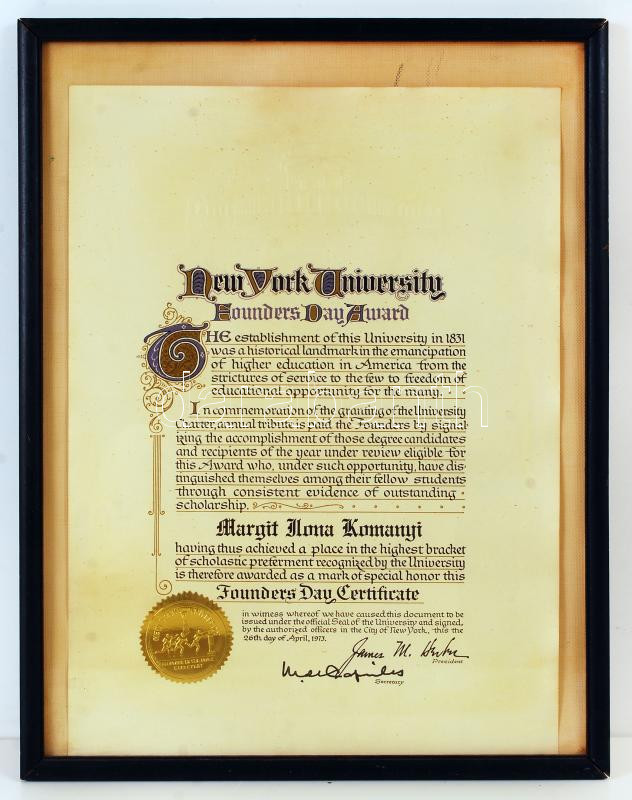 New York University
Founders Day Award
THE establishment of this University in 1831
was a historical landmark in the emancipation
of higher education in America from the
strictures of service to the few to freedom of
educational opportunity for the many.
In commemoration of the granting of the University
Charter, annual tribute is paid the Founders by signal-
izing the accomplishment of those degree candidates
and recipients of the year under review eligible for
this Award who, under such opportunity, have dis-
tinguished themselves among their fellow students
through consistent evidence of outstanding
scholarship.
Margit Ilona Komanyi
having thus achieved a place in the highest bracket
of scholastic preferment recognized by the University
is therefore awarded as a mark of special honor this
Founders Day Certificate
in witness whereof we have caused this document to be
issued under the official Seal of the University and signed,
by the authorized officers in the City of New York, this the
26th day of April, 1973.
James M. Hester
President
Secretary